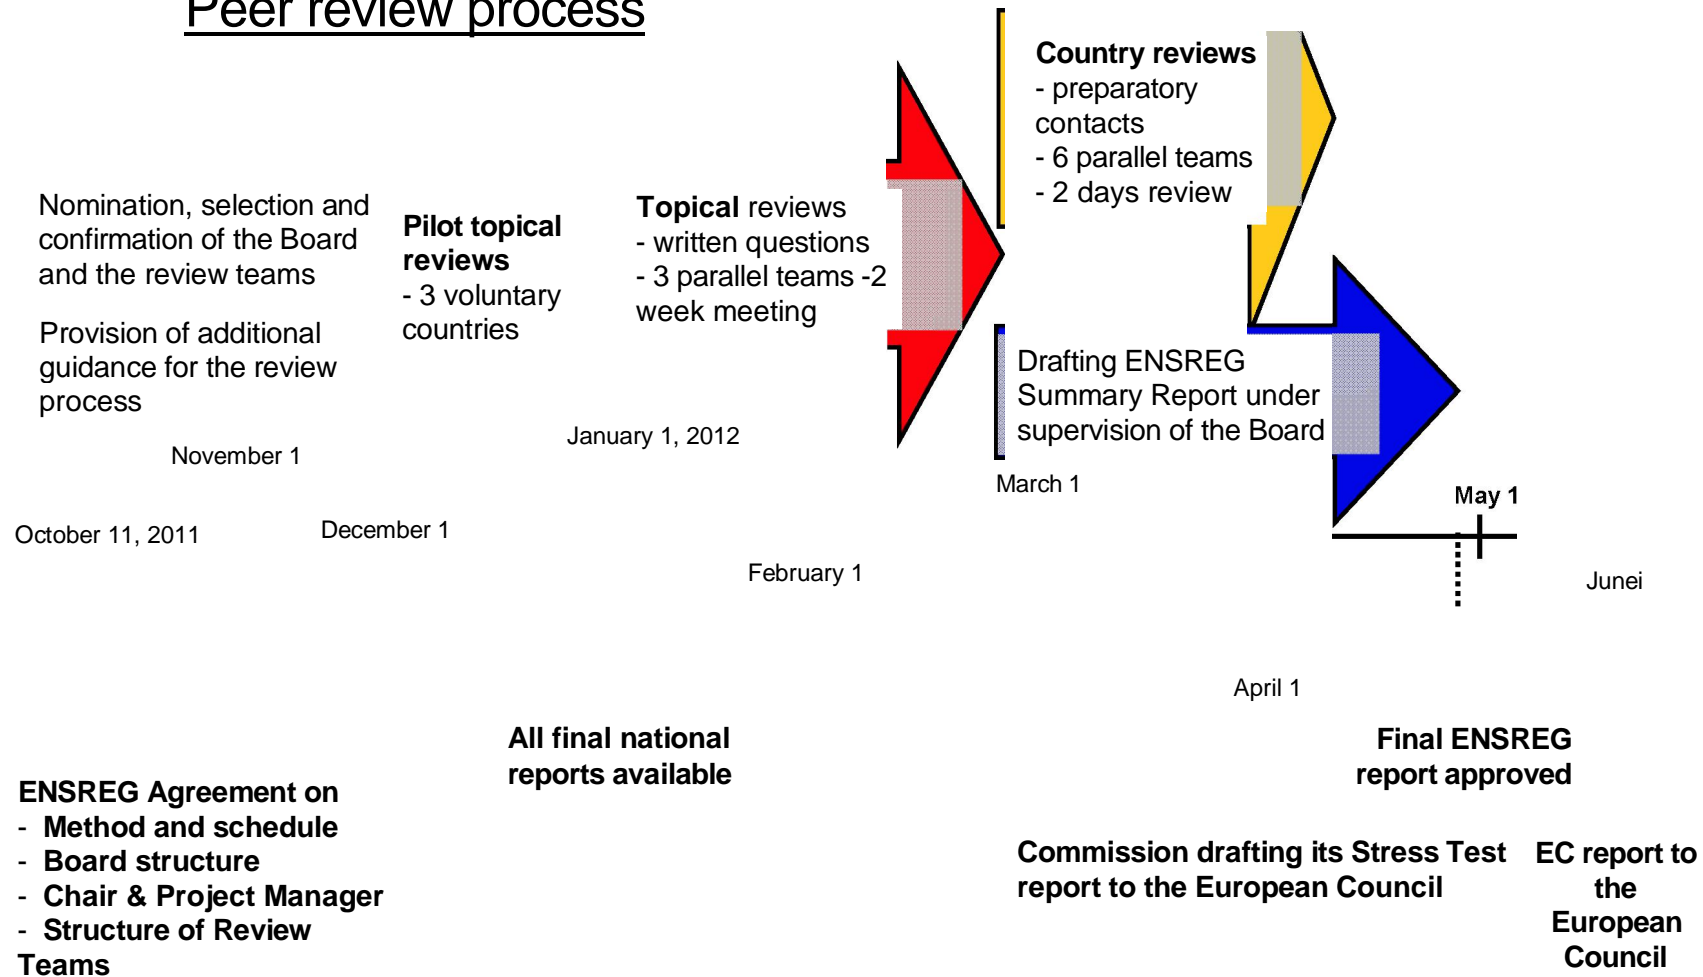 Peer review process
Country reviews
- preparatory
contacts
- 6 parallel teams
- 2 days review
Nomination, selection and
confirmation of the Board
and the review teams
Provision of additional
guidance for the review
process
Pilot topical
reviews
- 3 voluntary
countries
Topical reviews
- written questions
- 3 parallel teams -2
week meeting
Drafting ENSREG
Summary Report under
supervision of the Board
January 1, 2012
November 1
March 1
May 1
October 11, 2011
December 1
February 1
Junei
April 1
All final national
reports available
Final ENSREG
report approved
ENSREG Agreement on
- Method and schedule
- Board structure
- Chair & Project Manager
- Structure of Review
Teams
Commission drafting its Stress Test
report to the European Council
EC report to
the
European
Council